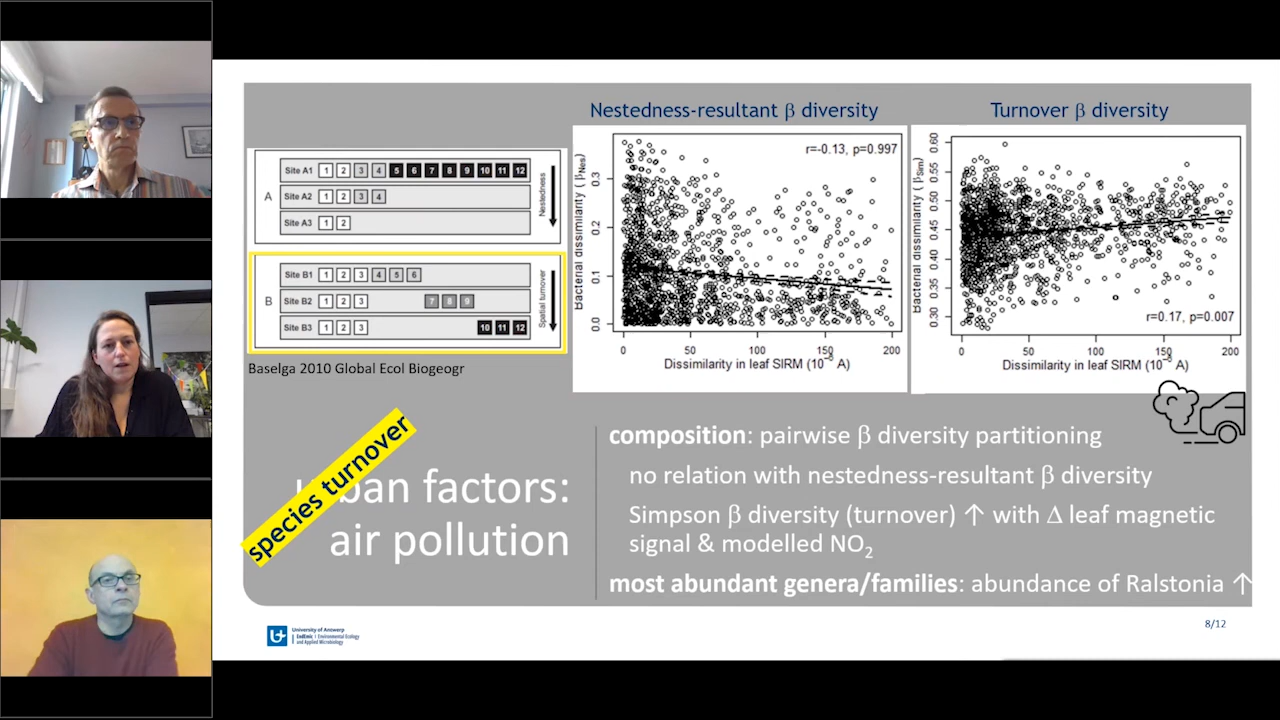 Nestedness-resultant β diversity
Turnover β diversity
A
Site A1 1 2 3 4 5 6 7 8 9 10 11 12
Site A2 1 2 3 4
Site A3 1 2
Nestedness
B
Site B1 1 2 3 4 5 6
Site B2 1 2 3 7 8 9
Site B3 1 2 3 10 11 12
Spatial turnover
Baselga 2010 Global Ecol Biogeogr
r=-0.13, p=0.997
Bacterial dissimilarity (βNes)
0.3
0.2
0.1
0.0
0 50 100 150 200
Dissimilarity in leaf SIRM (10⁻⁸ A)
Bacterial dissimilarity (βSim)
0.60
0.55
0.50
0.45
0.40
0.35
0.30
r=0.17, p=0.007
0 50 100 150 200
Dissimilarity in leaf SIRM (10⁻⁸ A)
species turnover
urban factors:
air pollution
composition: pairwise β diversity partitioning
no relation with nestedness-resultant β diversity
Simpson β diversity (turnover) ↑ with Δ leaf magnetic
signal & modelled NO₂
most abundant genera/families: abundance of Ralstonia ↑
University of Antwerp
EndEmic | Environmental Ecology
and Applied Microbiology
8/12